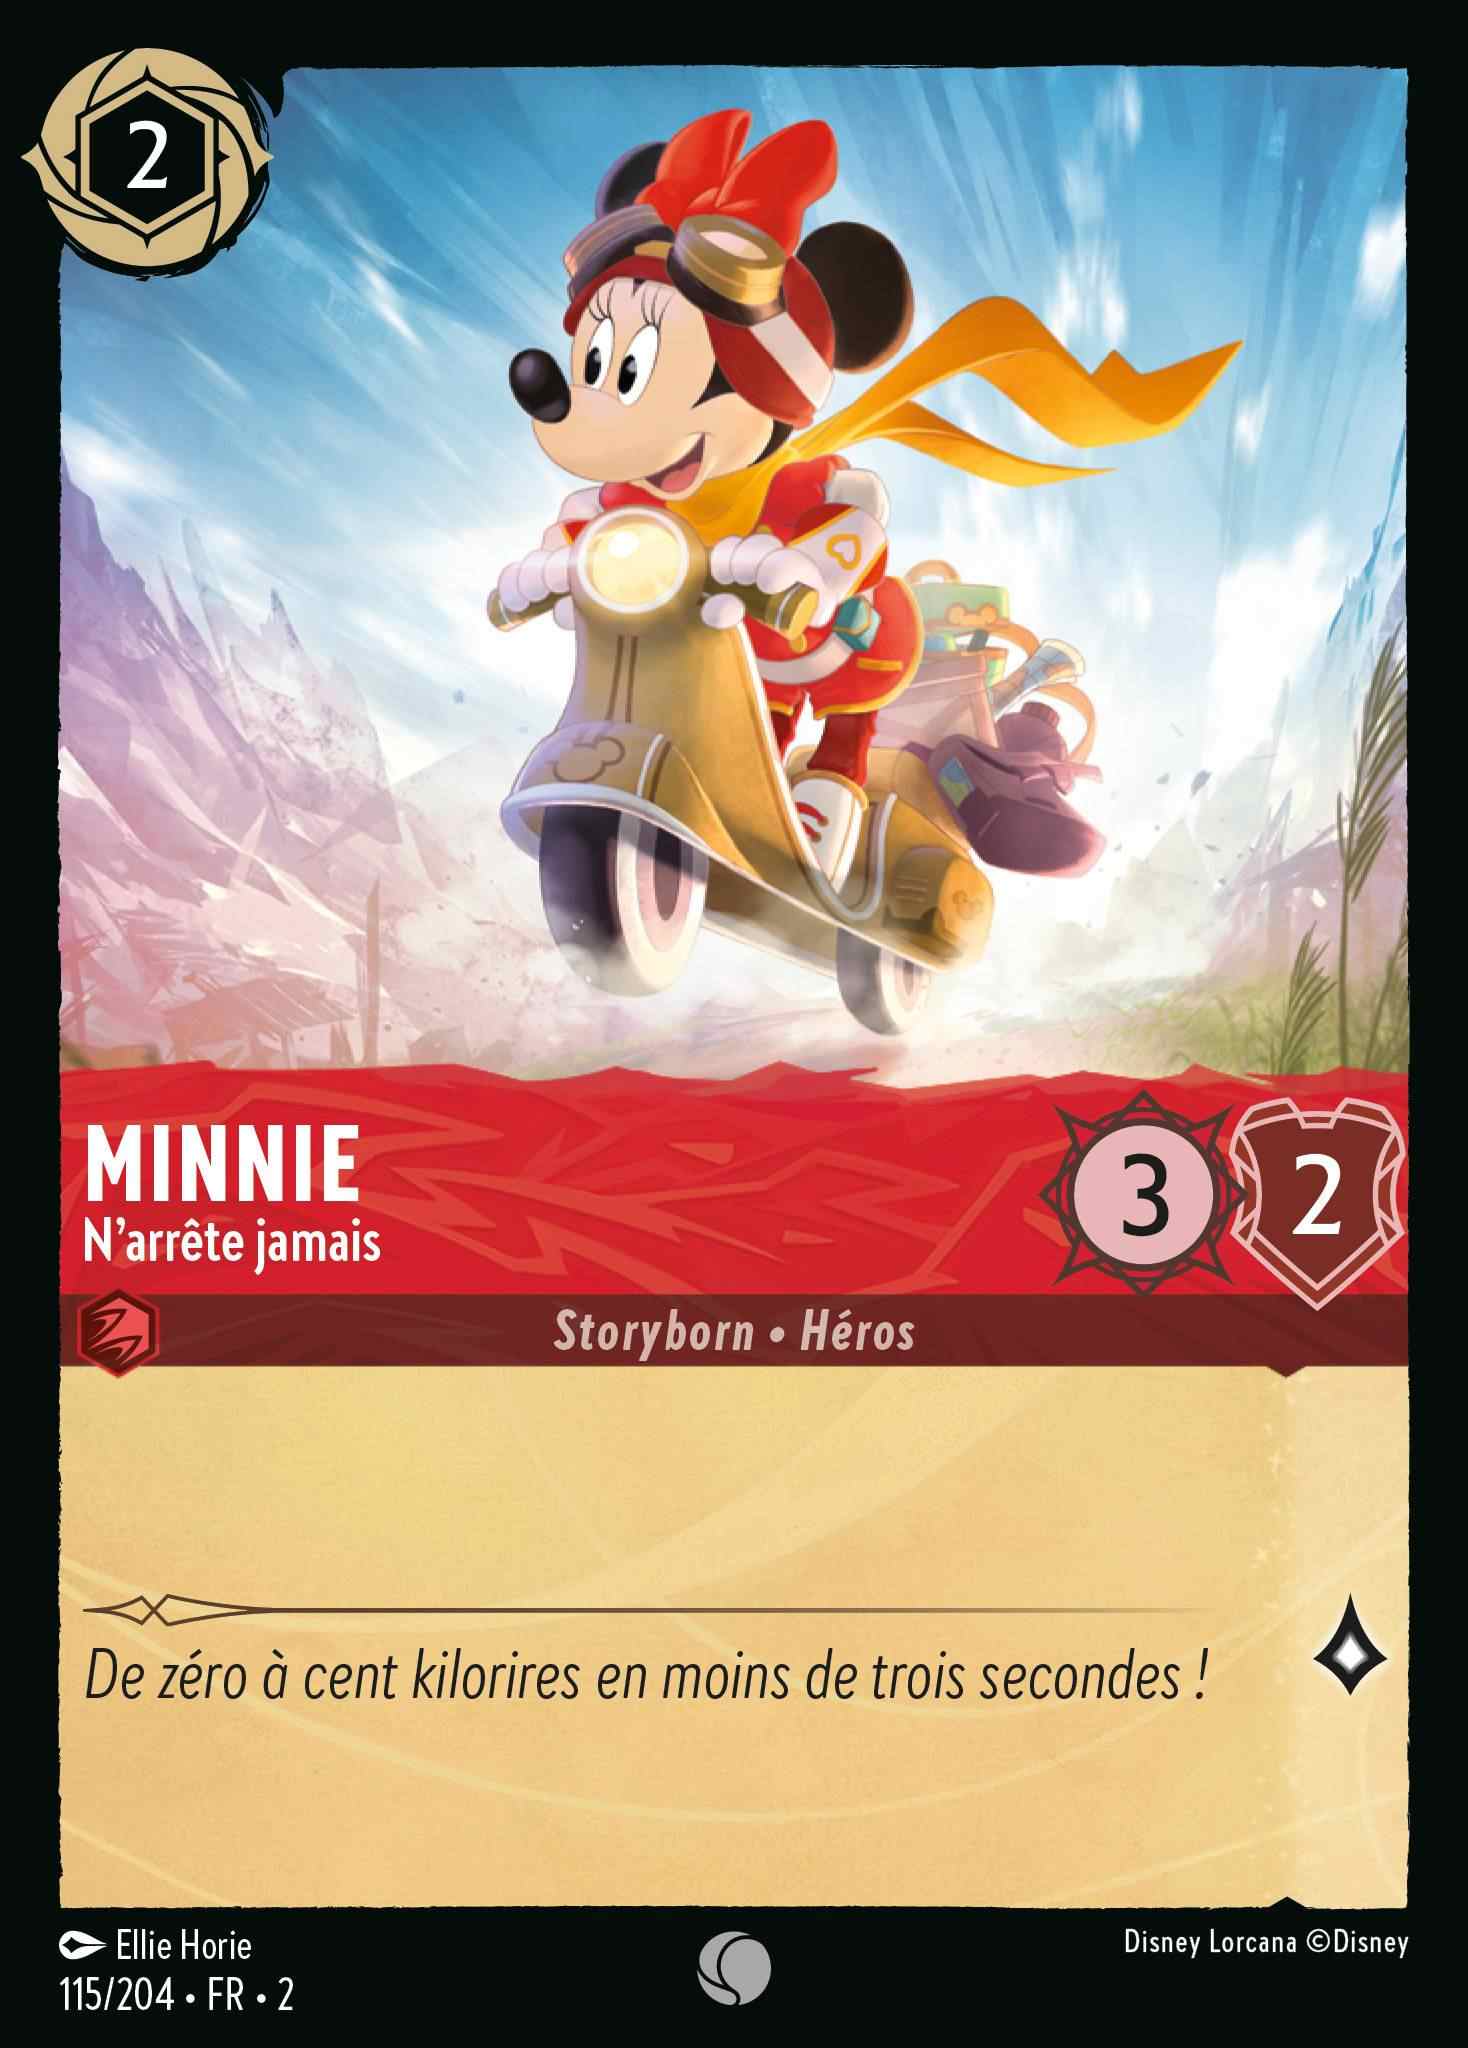 2
MINNIE
N’arrête jamais
3
2
Storyborn • Héros
De zéro à cent kilorires en moins de trois secondes !
Ellie Horie
115/204 • FR • 2
Disney Lorcana ©Disney